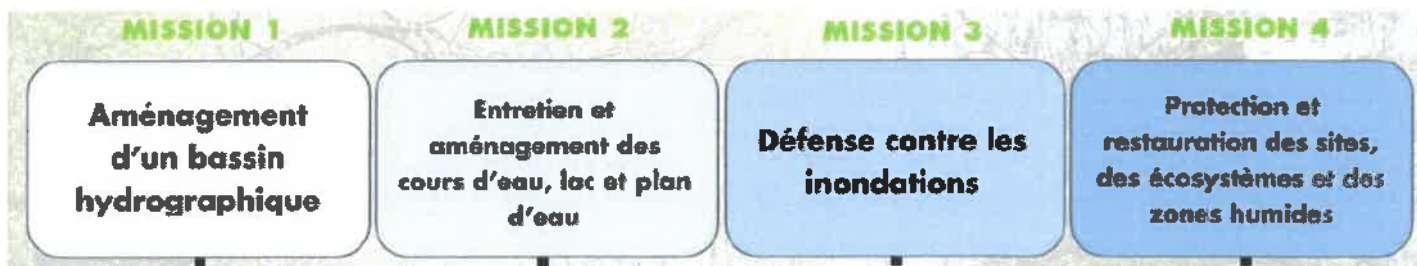 MISSION 1
Aménagement
d'un bassin
hydrographique
MISSION 2
Entretien et
aménagement des
cours d'eau, lac et plan
d'eau
MISSION 3
Défense contre les
inondations
MISSION 4
Protection et
restauration des sites,
des écosystèmes et des
zones humides